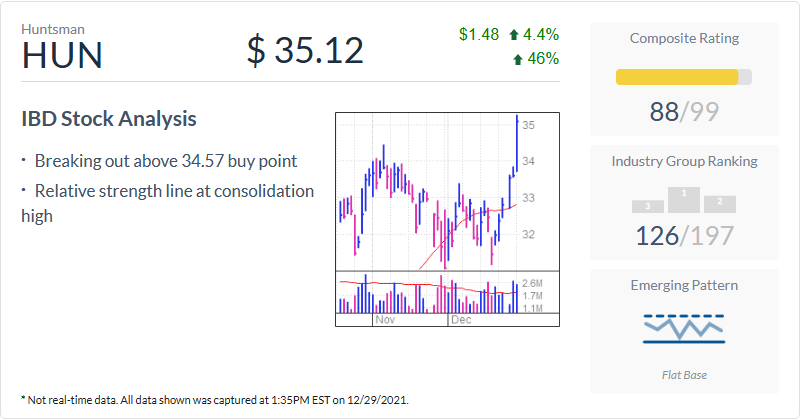 Huntsman
HUN
$ 35.12
$1.48 4.4%
46%
IBD Stock Analysis
• Breaking out above 34.57 buy point
• Relative strength line at consolidation
high
35
34
33
32
2.6M
1.7M
1.1M
Nov Dec
Composite Rating
88/99
Industry Group Ranking
3 1 2
126/197
Emerging Pattern
Flat Base
* Not real-time data. All data shown was captured at 1:35PM EST on 12/29/2021.